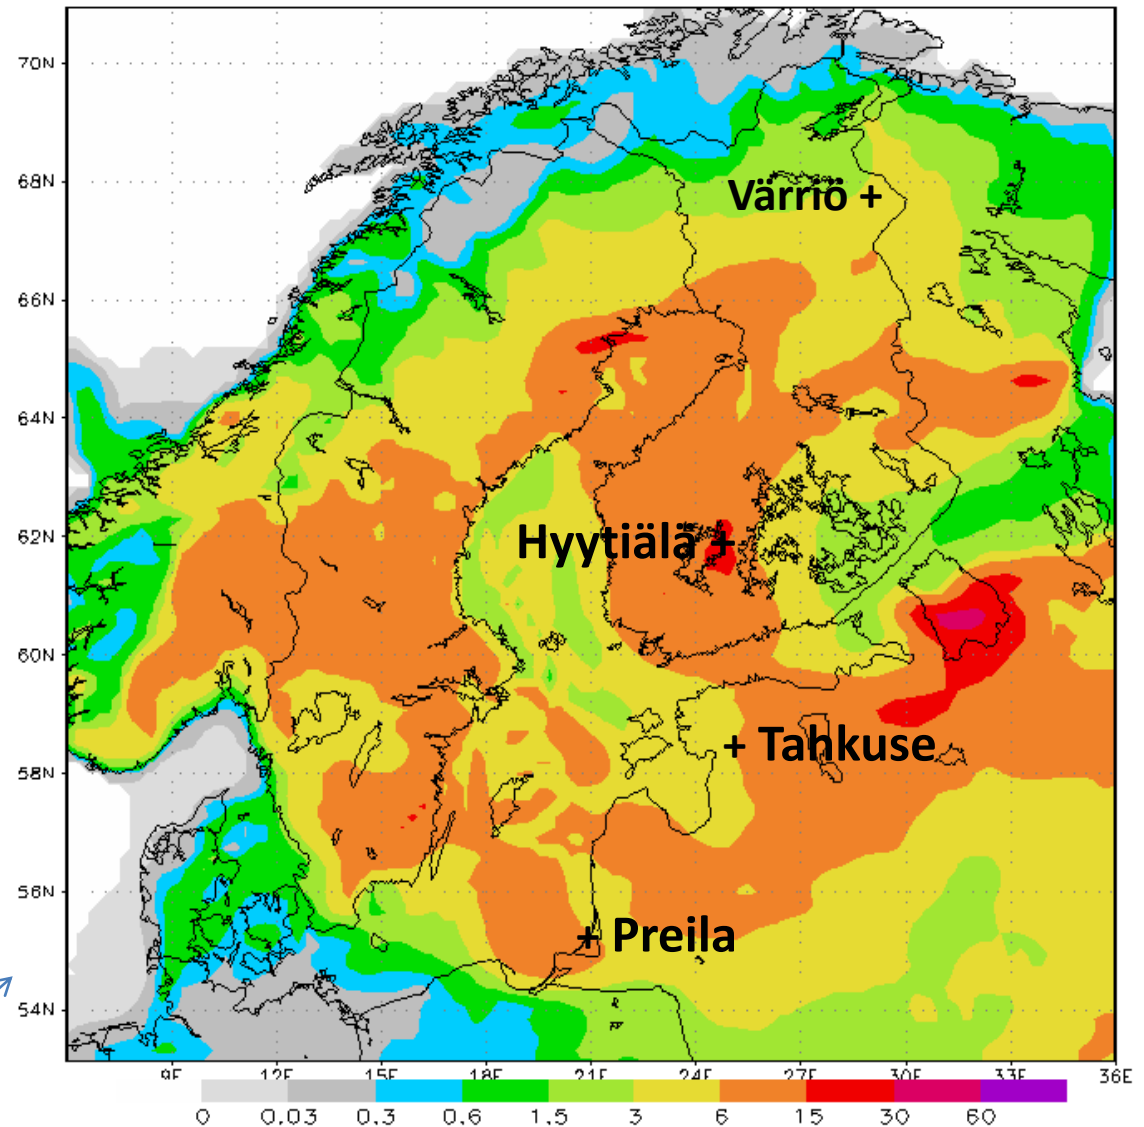 70N
68N
Värriö +
66N
64N
62N
Hyytiälä +
60N
+ Tahkuse
58N
56N
+ Preila
54N
9E 12E 15E 18E 21E 24E 27E 30E 33E 36E
0 0.03 0.3 0.6 1.5 3 6 15 30 60